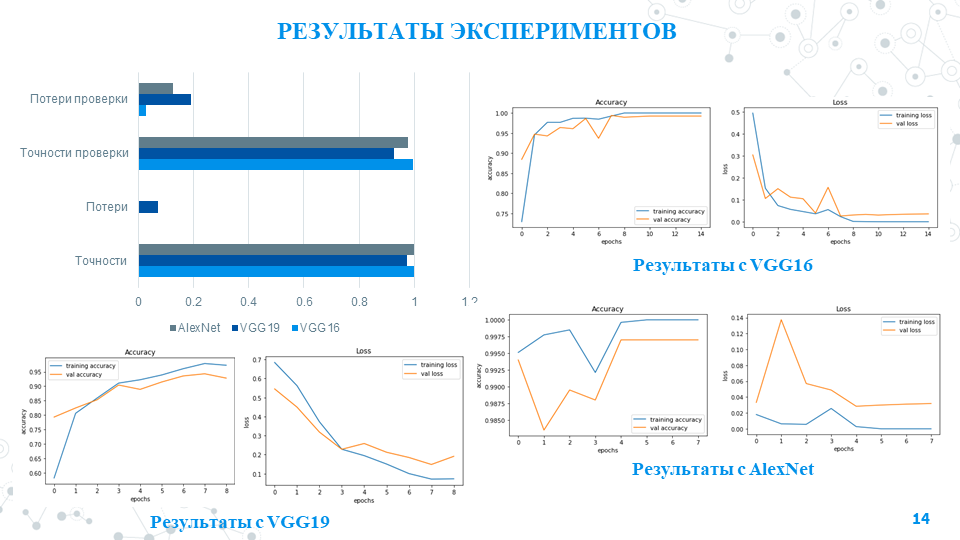 РЕЗУЛЬТАТЫ ЭКСПЕРИМЕНТОВ
Потери проверки
Точности проверки
Потери
Точности
0 0.2 0.4 0.6 0.8 1 1.2
AlexNet VGG19 VGG16
Accuracy
1.00
0.95
0.90
0.85
0.80
0.75
accuracy
training accuracy
val accuracy
0 2 4 6 8 10 12 14
epochs
Loss
0.5
0.4
0.3
0.2
0.1
0.0
loss
training loss
val loss
0 2 4 6 8 10 12 14
epochs
Результаты с VGG16
Accuracy
1.0000
0.9975
0.9950
0.9925
0.9900
0.9875
0.9850
accuracy
training accuracy
val accuracy
0 1 2 3 4 5 6 7
epochs
Loss
0.14
0.12
0.10
0.08
0.06
0.04
0.02
0.00
loss
training loss
val loss
0 1 2 3 4 5 6 7
epochs
Результаты с AlexNet
Accuracy
0.95
0.90
0.85
0.80
0.75
0.70
0.65
0.60
accuracy
training accuracy
val accuracy
0 1 2 3 4 5 6 7 8
epochs
Loss
0.7
0.6
0.5
0.4
0.3
0.2
0.1
loss
training loss
val loss
0 1 2 3 4 5 6 7 8
epochs
Результаты с VGG19
14